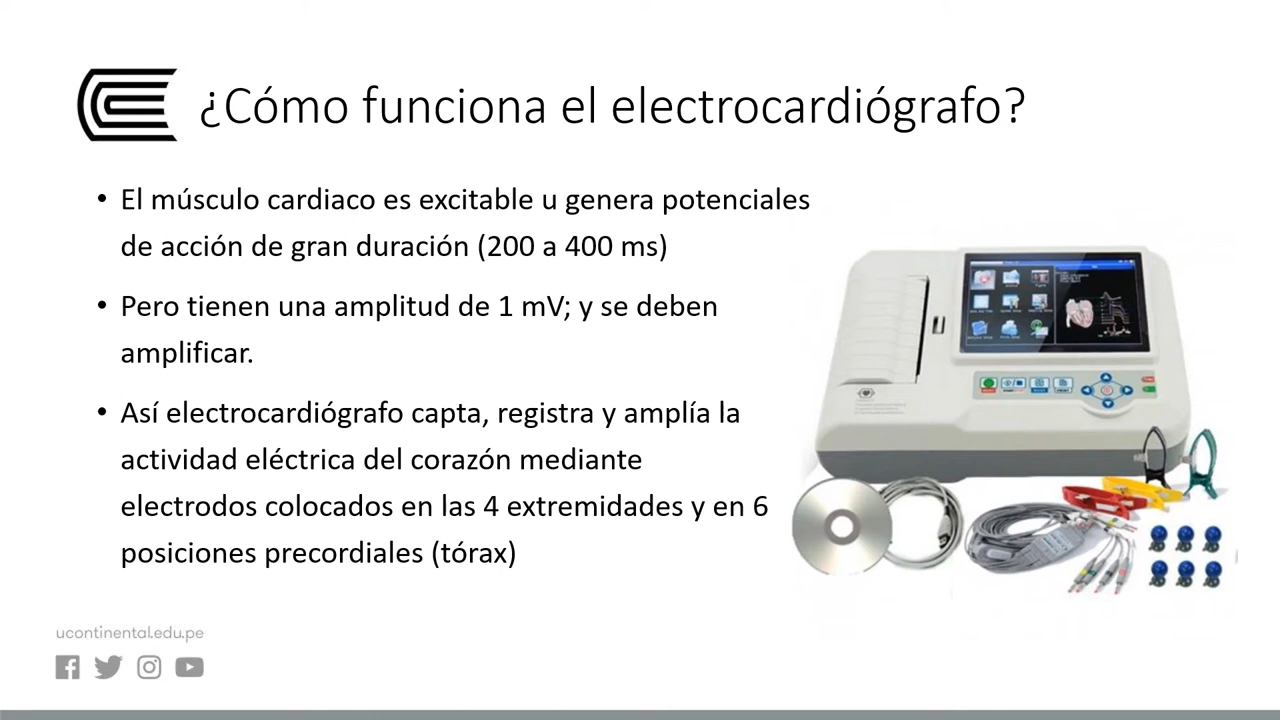 ¿Cómo funciona el electrocardiógrafo?
• El músculo cardiaco es excitable u genera potenciales
de acción de gran duración (200 a 400 ms)
• Pero tienen una amplitud de 1 mV; y se deben
amplificar.
• Así electrocardiógrafo capta, registra y amplía la
actividad eléctrica del corazón mediante
electrodos colocados en las 4 extremidades y en 6
posiciones precordiales (tórax)
ucontinental.edu.pe